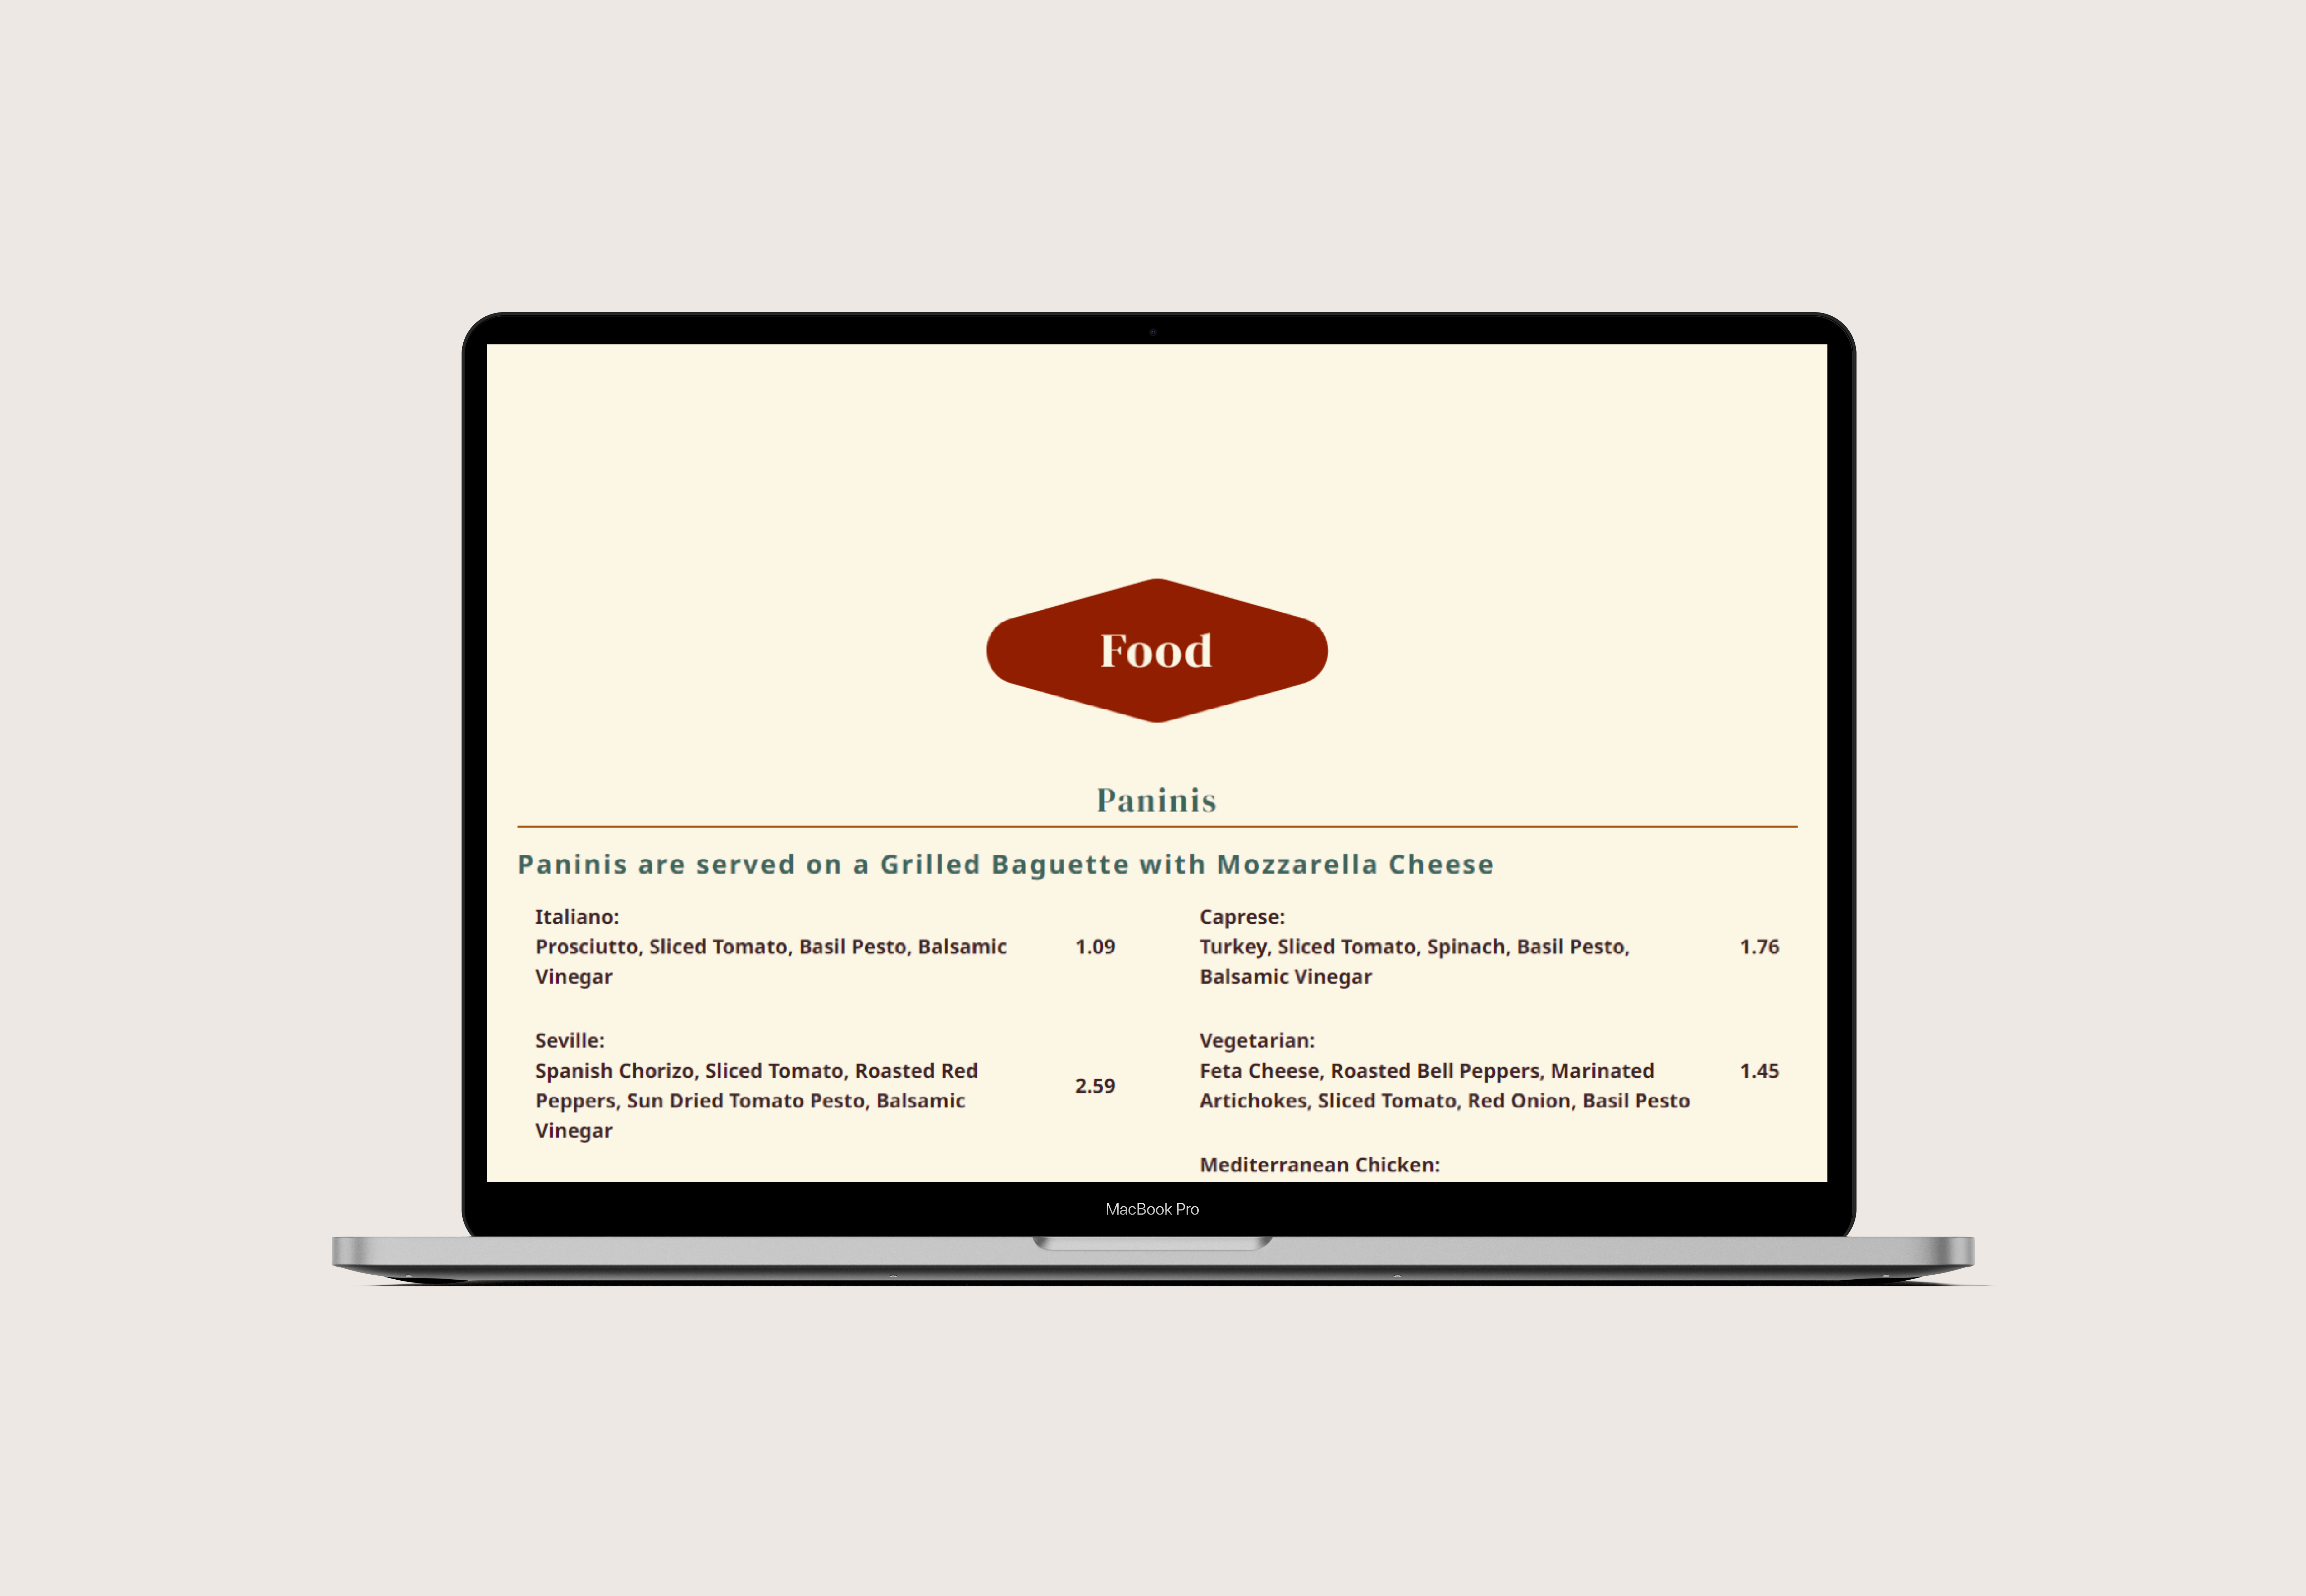 Food
Paninis
Paninis are served on a Grilled Baguette with Mozzarella Cheese
Italiano:
Prosciutto, Sliced Tomato, Basil Pesto, Balsamic
Vinegar
1.09
Seville:
Spanish Chorizo, Sliced Tomato, Roasted Red
Peppers, Sun Dried Tomato Pesto, Balsamic
Vinegar
2.59
Caprese:
Turkey, Sliced Tomato, Spinach, Basil Pesto,
Balsamic Vinegar
1.76
Vegetarian:
Feta Cheese, Roasted Bell Peppers, Marinated
Artichokes, Sliced Tomato, Red Onion, Basil Pesto
1.45
Mediterranean Chicken:
MacBook Pro